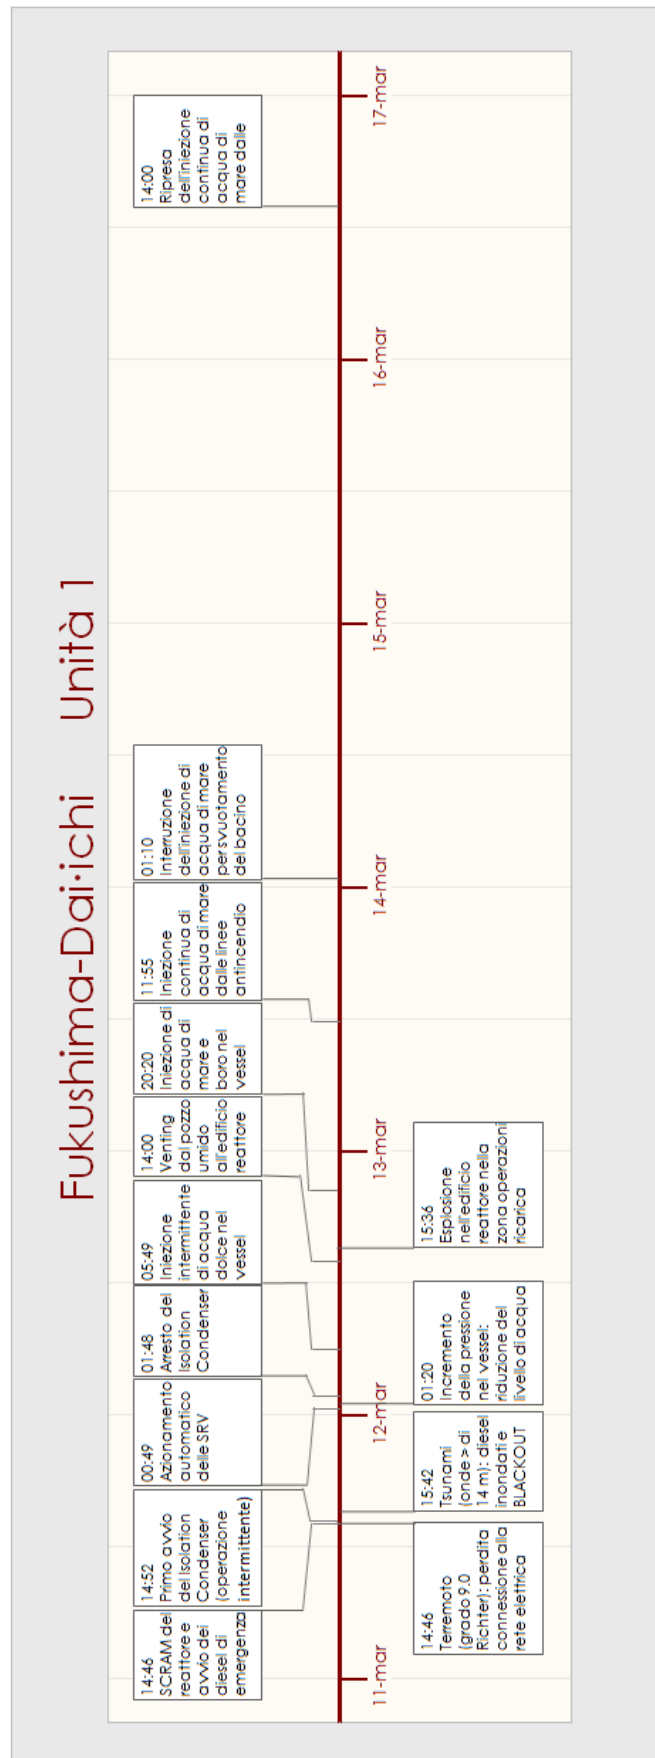 Fukushima-Dai·ichi Unità 1
14:46
SCRAM del
reattore e
avvio dei
diesel di
emergenza
14:52
Primo avvio
del Isolation
Condenser
(operazione
intermittente)
00:49
Azionamento
automatico
delle SRV
01:48
Arresto del
Isolation
Condenser
05:49
Iniezione
intermittente
di acqua
dolce nel
vessel
14:00
Venting
dal pozzo
umido
all'edificio
reattore
20:20
Iniezione di
acqua di
mare e
boro nel
vessel
11:55
Iniezione
continua di
acqua di mare
dalle linee
antincendio
01:10
Interruzione
dell'iniezione di
acqua di mare
per svuotamento
del bacino
14:00
Ripresa
dell'iniezione
continua di
acqua di
mare dalle
11-mar
12-mar
13-mar
14-mar
15-mar
16-mar
17-mar
14:46
Terremoto
(grado 9.0
Richter): perdita
connessione alla
rete elettrica
15:42
Tsunami
(onde > di
14 m): diesel
inondati e
BLACKOUT
01:20
Incremento
della pressione
nel vessel:
riduzione del
livello di acqua
15:36
Esplosione
nell'edificio
reattore nella
zona operazioni
ricarica